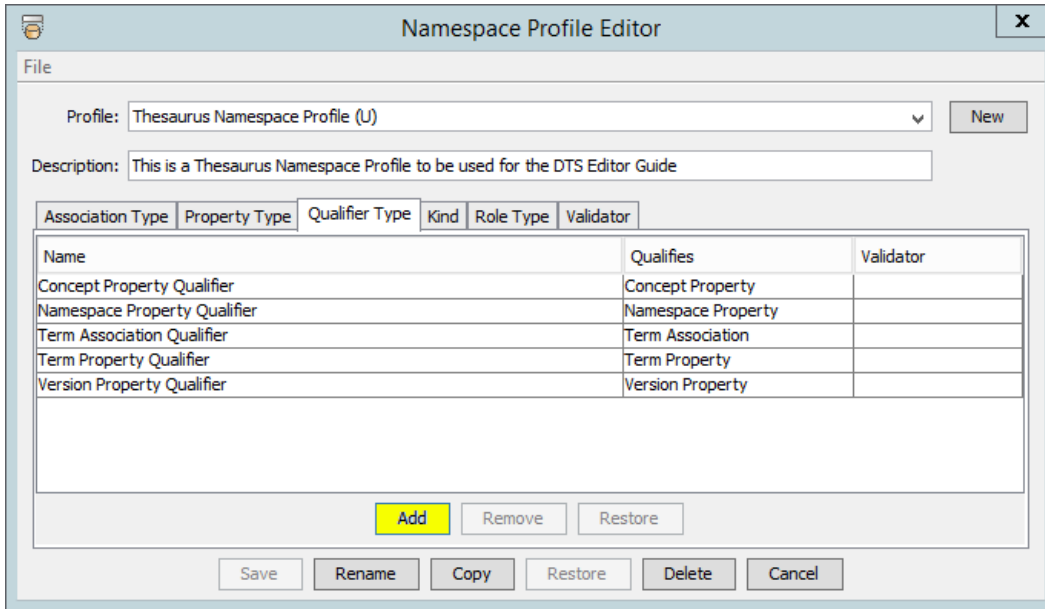 Namespace Profile Editor x
File
Profile: Thesaurus Namespace Profile (U) New
Description: This is a Thesaurus Namespace Profile to be used for the DTS Editor Guide
Association Type Property Type Qualifier Type Kind Role Type Validator
Name Qualifies Validator
Concept Property Qualifier Concept Property
Namespace Property Qualifier Namespace Property
Term Association Qualifier Term Association
Term Property Qualifier Term Property
Version Property Qualifier Version Property
Add Remove Restore
Save Rename Copy Restore Delete Cancel